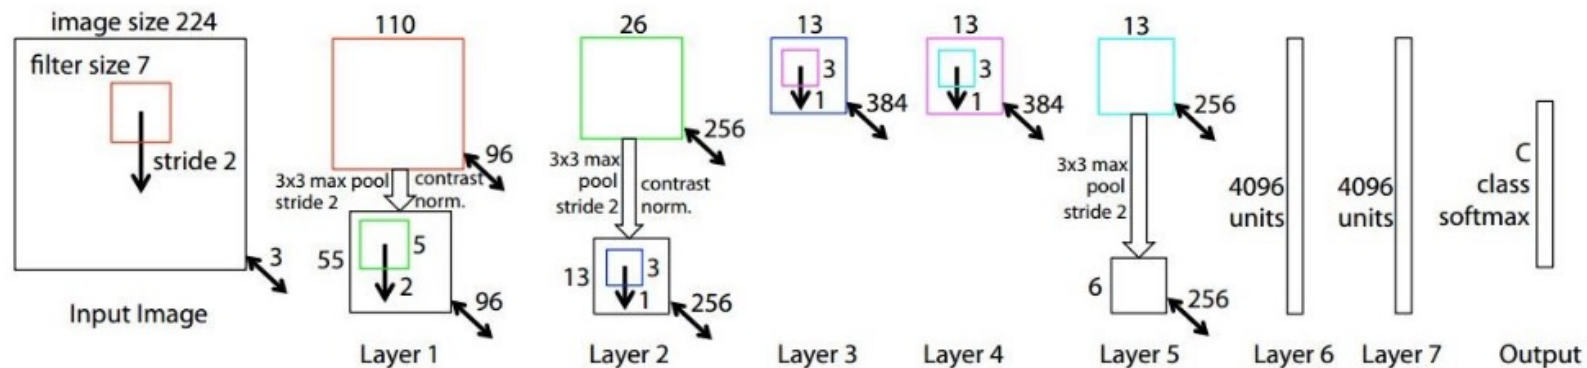 image size 224
filter size 7
stride 2
3
Input Image
110
96
3x3 max pool
stride 2
contrast
norm.
55
5
2
96
Layer 1
26
256
3x3 max
pool
stride 2
contrast
norm.
13
3
1
256
Layer 2
13
3
1
384
Layer 3
13
3
1
384
Layer 4
13
256
3x3 max
pool
stride 2
6
256
Layer 5
4096
units
Layer 6
4096
units
Layer 7
C
class
softmax
Output